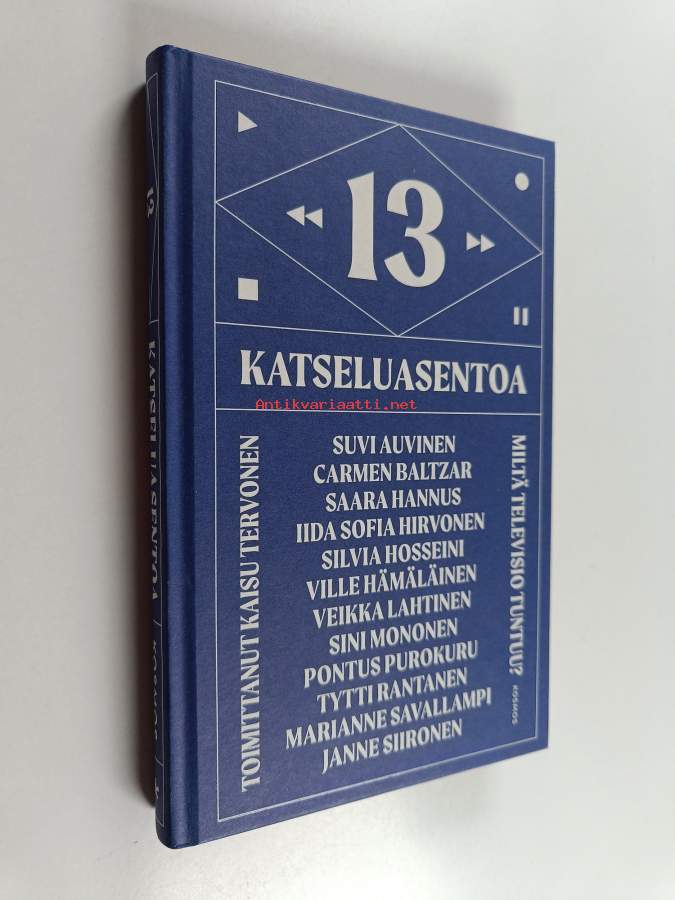 13
KATSELUASENTOA
Antikvariaatti.net
TOIMITTANUT KAISU TERVONEN
SUVI AUVINEN
CARMEN BALTZAR
SAARA HANNUS
IIDA SOFIA HIRVONEN
SILVIA HOSSEINI
VILLE HÄMÄLÄINEN
VEIKKA LAHTINEN
SINI MONONEN
PONTUS PUROKURU
TYTTI RANTANEN
MARIANNE SAVALLAMPI
JANNE SIIRONEN
MILTÄ TELEVISIO TUNTUU?
KOSMOS
13 KATSELUASENTOA KOSMOS